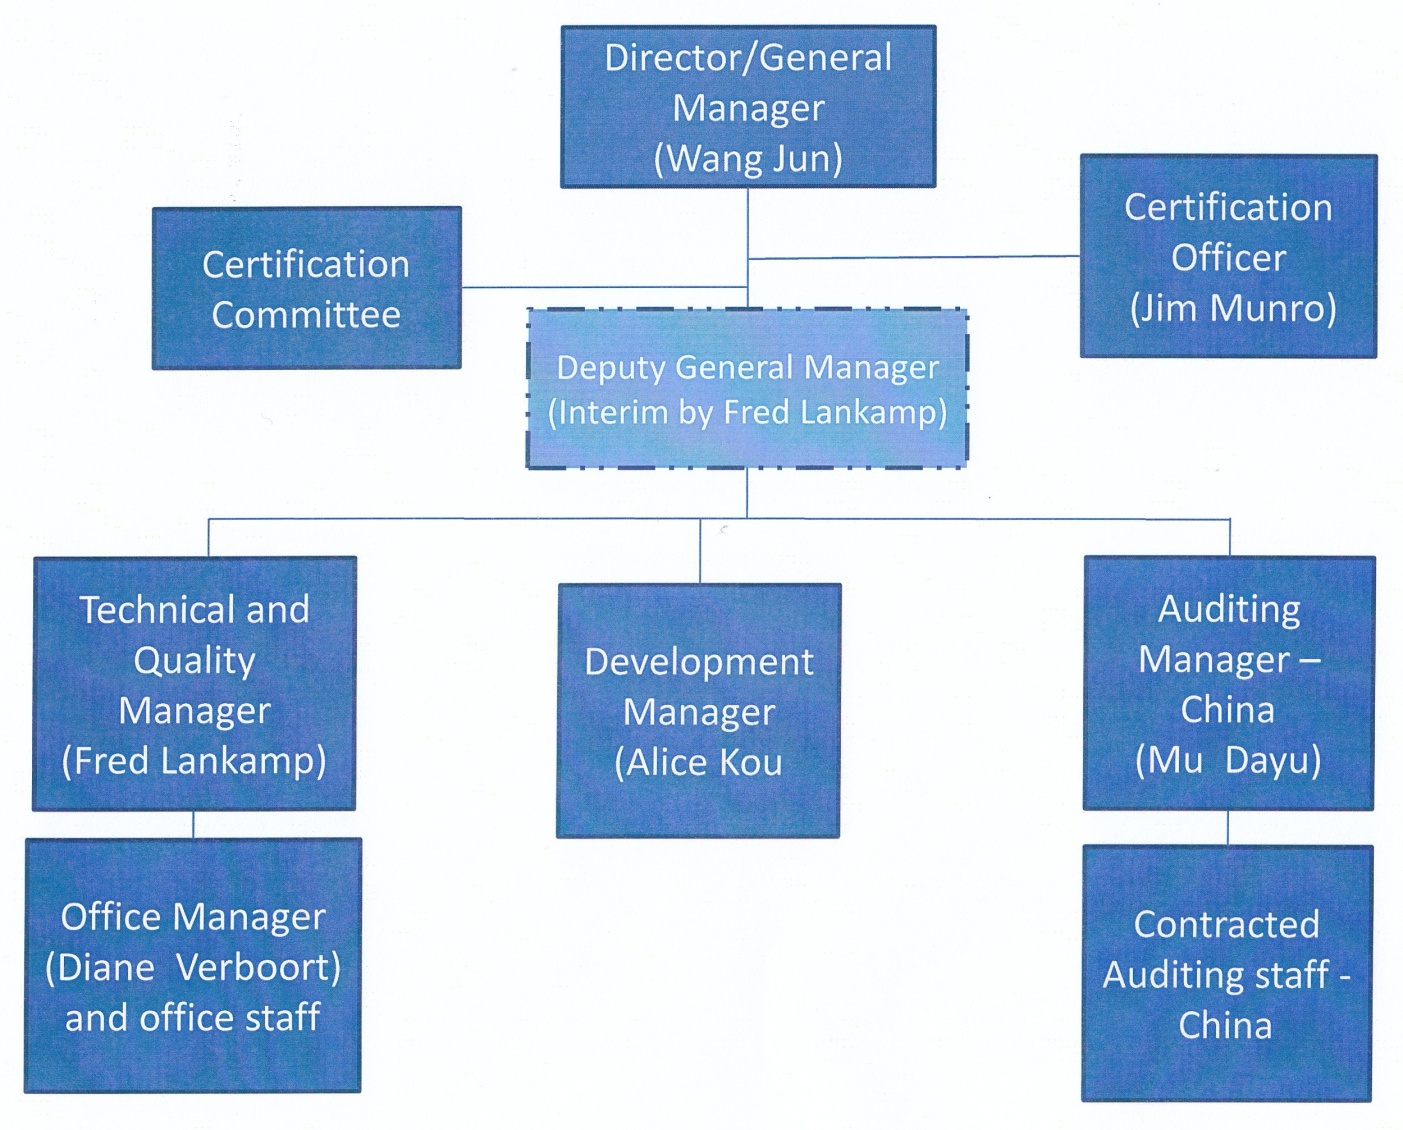 Director/General
Manager
(Wang Jun)
Certification
Committee
Certification
Officer
(Jim Munro)
Deputy General Manager
(Interim by Fred Lankamp)
Technical and
Quality
Manager
(Fred Lankamp)
Development
Manager
(Alice Kou
Auditing
Manager –
China
(Mu  Dayu)
Office Manager
(Diane  Verboort)
and office staff
Contracted
Auditing staff -
China